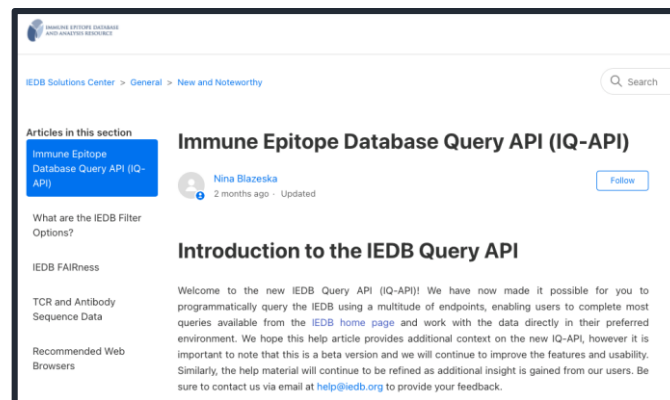 IMMUNE EPITOPE DATABASE
AND ANALYSIS RESOURCE
IEDB Solutions Center > General > New and Noteworthy
Search
Articles in this section
Immune Epitope
Database Query API (IQ-
API)
What are the IEDB Filter
Options?
IEDB FAIRness
TCR and Antibody
Sequence Data
Recommended Web
Browsers
Immune Epitope Database Query API (IQ-API)
Nina Blazeska
2 months ago · Updated
Follow
Introduction to the IEDB Query API
Welcome to the new IEDB Query API (IQ-API)! We have now made it possible for you to
programmatically query the IEDB using a multitude of endpoints, enabling users to complete most
queries available from the IEDB home page and work with the data directly in their preferred
environment. We hope this help article provides additional context on the new IQ-API, however it is
important to note that this is a beta version and we will continue to improve the features and usability.
Similarly, the help material will continue to be refined as additional insight is gained from our users. Be
sure to contact us via email at help@iedb.org to provide your feedback.